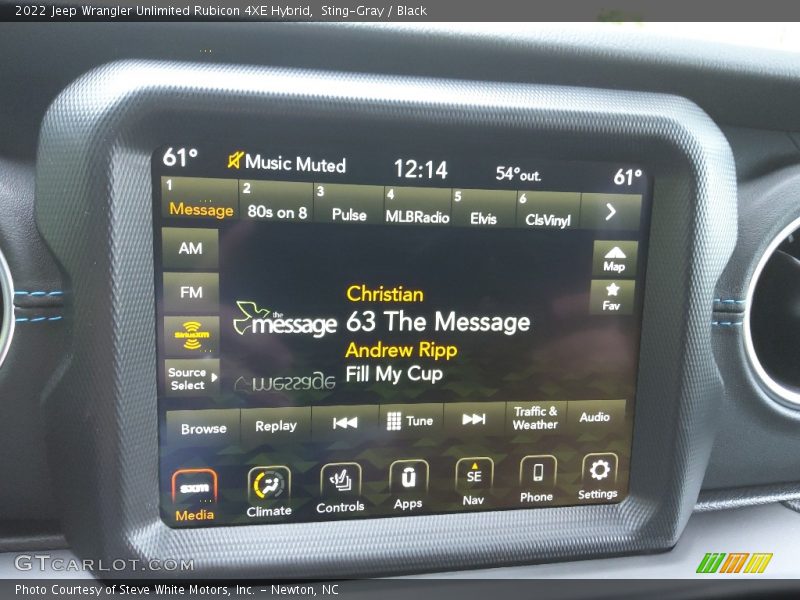 2022 Jeep Wrangler Unlimited Rubicon 4XE Hybrid,  Sting-Gray / Black
61° Music Muted 12:14 54°out. 61°
1 Message 2 80s on 8 3 Pulse 4 MLBRadio 5 Elvis 6 ClsVinyl
AM
Map
FM
Fav
Christian
the message 63 The Message
SiriusXM
Andrew Ripp
Source Select
message Fill My Cup
Browse Replay Tune Traffic & Weather Audio
SXM SE
Media Climate Controls Apps Nav Phone Settings
GTCARLOT.COM
Photo Courtesy of Steve White Motors, Inc. - Newton, NC